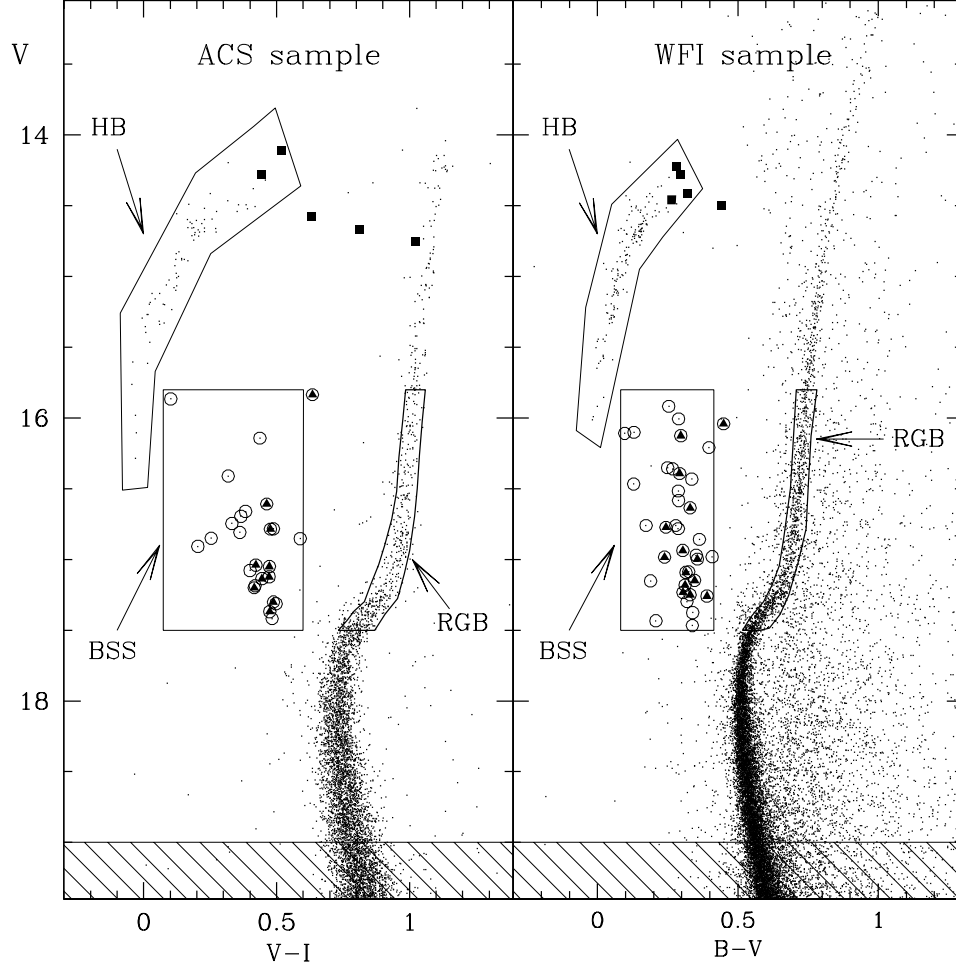 V
ACS sample
WFI sample
HB
HB
14
16
18
RGB
RGB
BSS
BSS
0
0.5
1
0
0.5
1
V-I
B-V